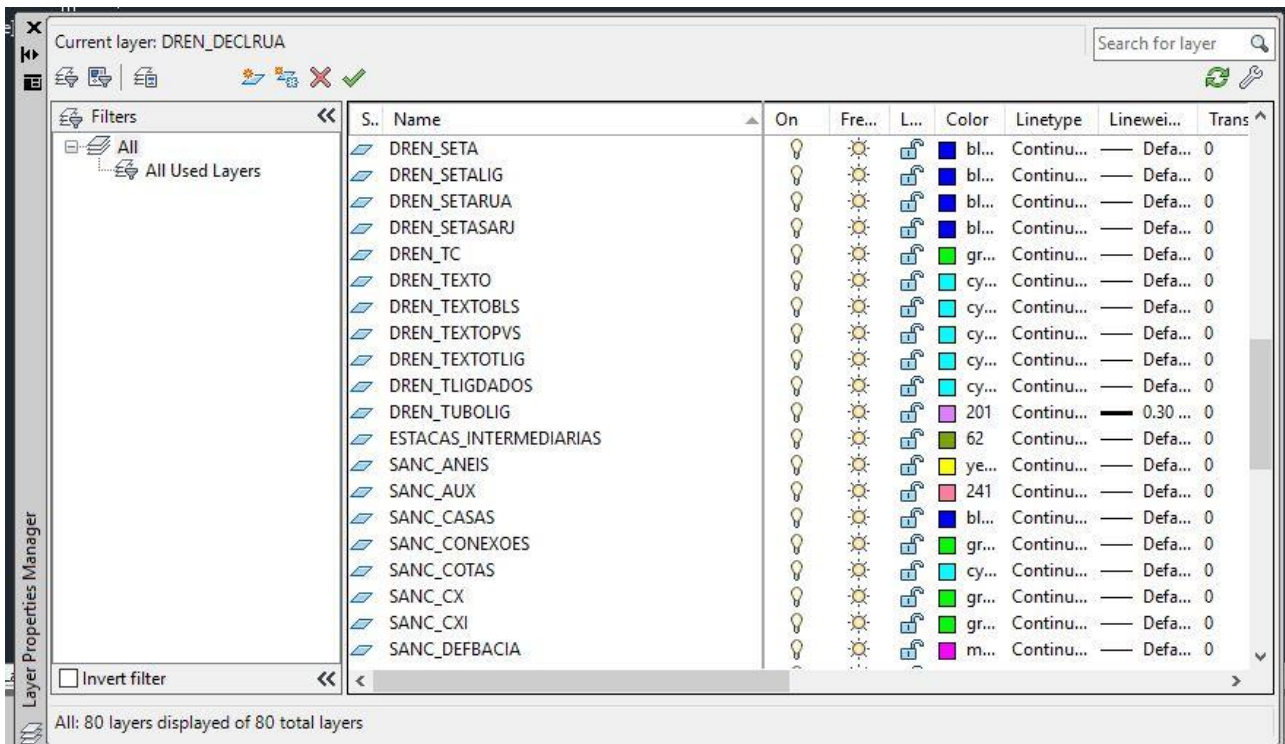 Current layer: DREN_DECLRUA
Search for layer
Filters
All
All Used Layers
S.. Name On Fre... L... Color Linetype Linewei... Trans
DREN_SETA bl... Continu... Defa... 0
DREN_SETALIG bl... Continu... Defa... 0
DREN_SETARUA bl... Continu... Defa... 0
DREN_SETASARJ bl... Continu... Defa... 0
DREN_TC gr... Continu... Defa... 0
DREN_TEXTO cy... Continu... Defa... 0
DREN_TEXTOBLS cy... Continu... Defa... 0
DREN_TEXTOPVS cy... Continu... Defa... 0
DREN_TEXTOTLIG cy... Continu... Defa... 0
DREN_TLIGDADOS cy... Continu... Defa... 0
DREN_TUBOLIG 201 Continu... 0.30 ... 0
ESTACAS_INTERMEDIARIAS 62 Continu... Defa... 0
SANC_ANEIS ye... Continu... Defa... 0
SANC_AUX 241 Continu... Defa... 0
SANC_CASAS bl... Continu... Defa... 0
SANC_CONEXOES gr... Continu... Defa... 0
SANC_COTAS cy... Continu... Defa... 0
SANC_CX gr... Continu... Defa... 0
SANC_CXI gr... Continu... Defa... 0
SANC_DEFBACIA m... Continu... Defa... 0
Invert filter
All: 80 layers displayed of 80 total layers
Layer Properties Manager